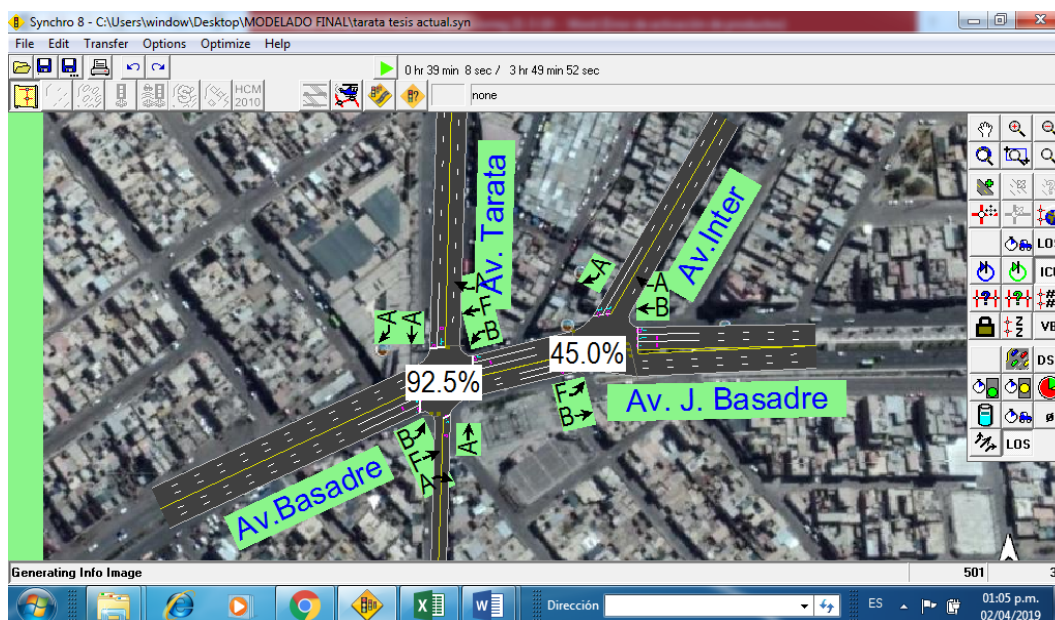 Synchro 8 - C:\Users\window\Desktop\MODELADO FINAL\tarata tesis actual.syn
File Edit Transfer Options Optimize Help
0 hr 39 min 8 sec / 3 hr 49 min 52 sec
HCM
2010
none
Av. Tarata
Av.Inter
A
A
A
F
B
A
A
B
92.5%
45.0%
F
B
Av. J. Basadre
B
F
A
A
Av.Basadre
LOS
ICU
DS
LOS
Generating Info Image
501
Dirección
ES
01:05 p.m.
02/04/2019